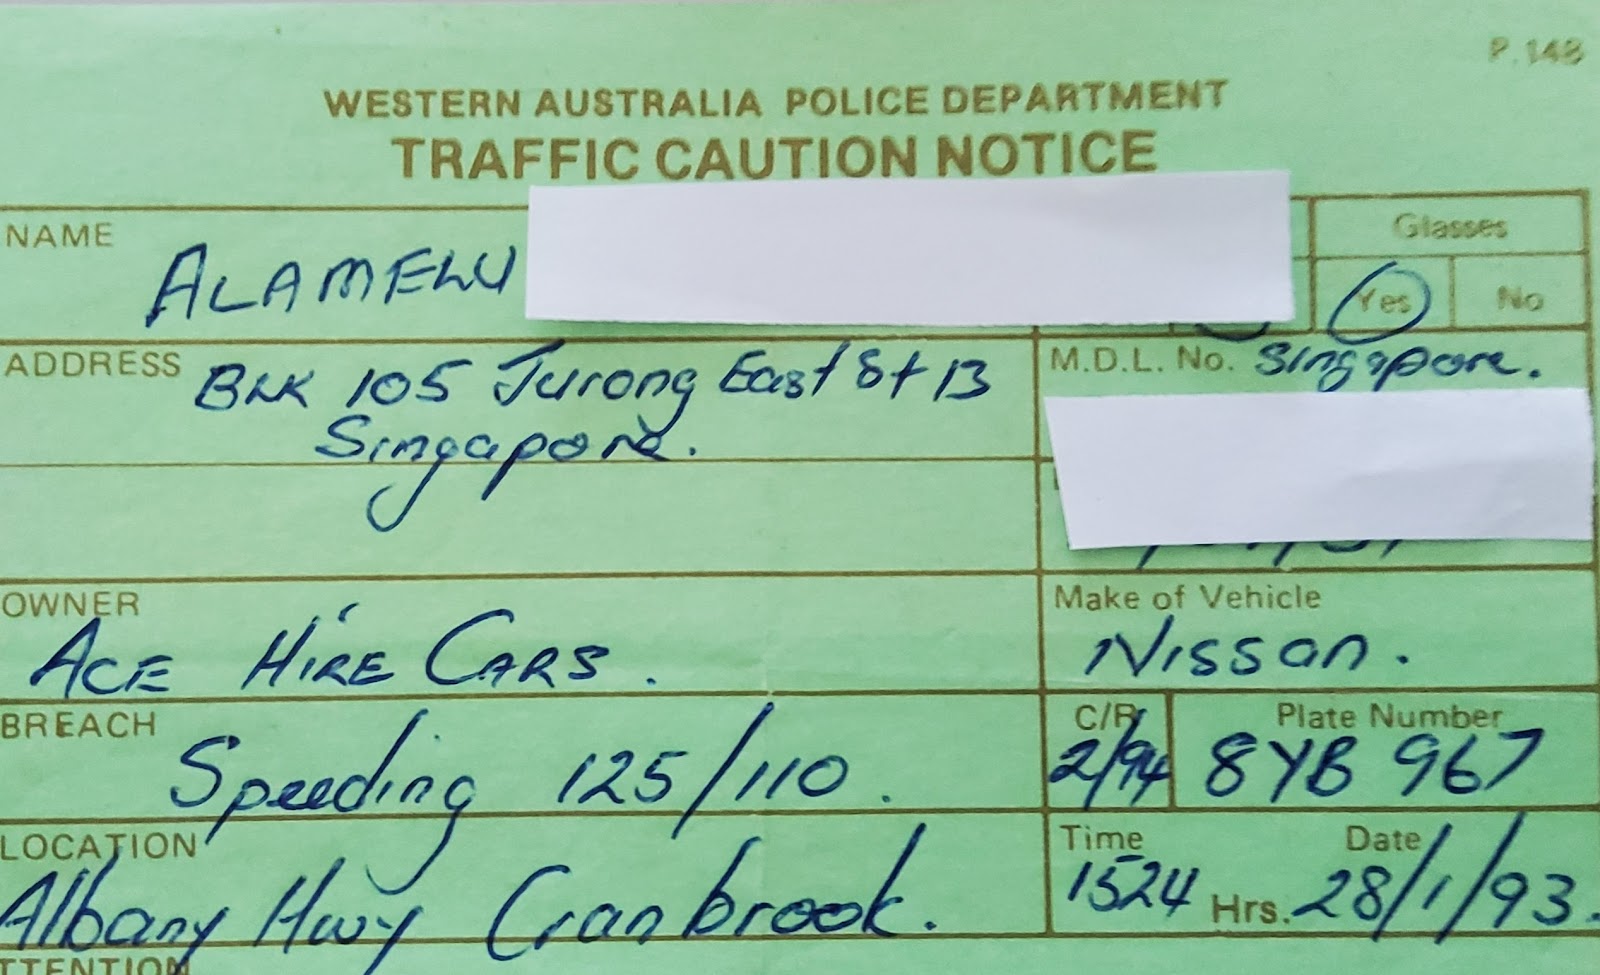 P.148
WESTERN AUSTRALIA POLICE DEPARTMENT
TRAFFIC CAUTION NOTICE
NAME
ALAMELU
Glasses
Yes No
ADDRESS
BLK 105 Jurong East St 13
Singapore.
M.D.L. No. Singapore.
OWNER
ACE HIRE CARS.
Make of Vehicle
Nissan.
BREACH
Speeding 125/110.
C/R
2/94
Plate Number
8YB 967
LOCATION
Albany Hwy Cranbrook.
Time
1524 Hrs.
Date
28/1/93.
TTENTION